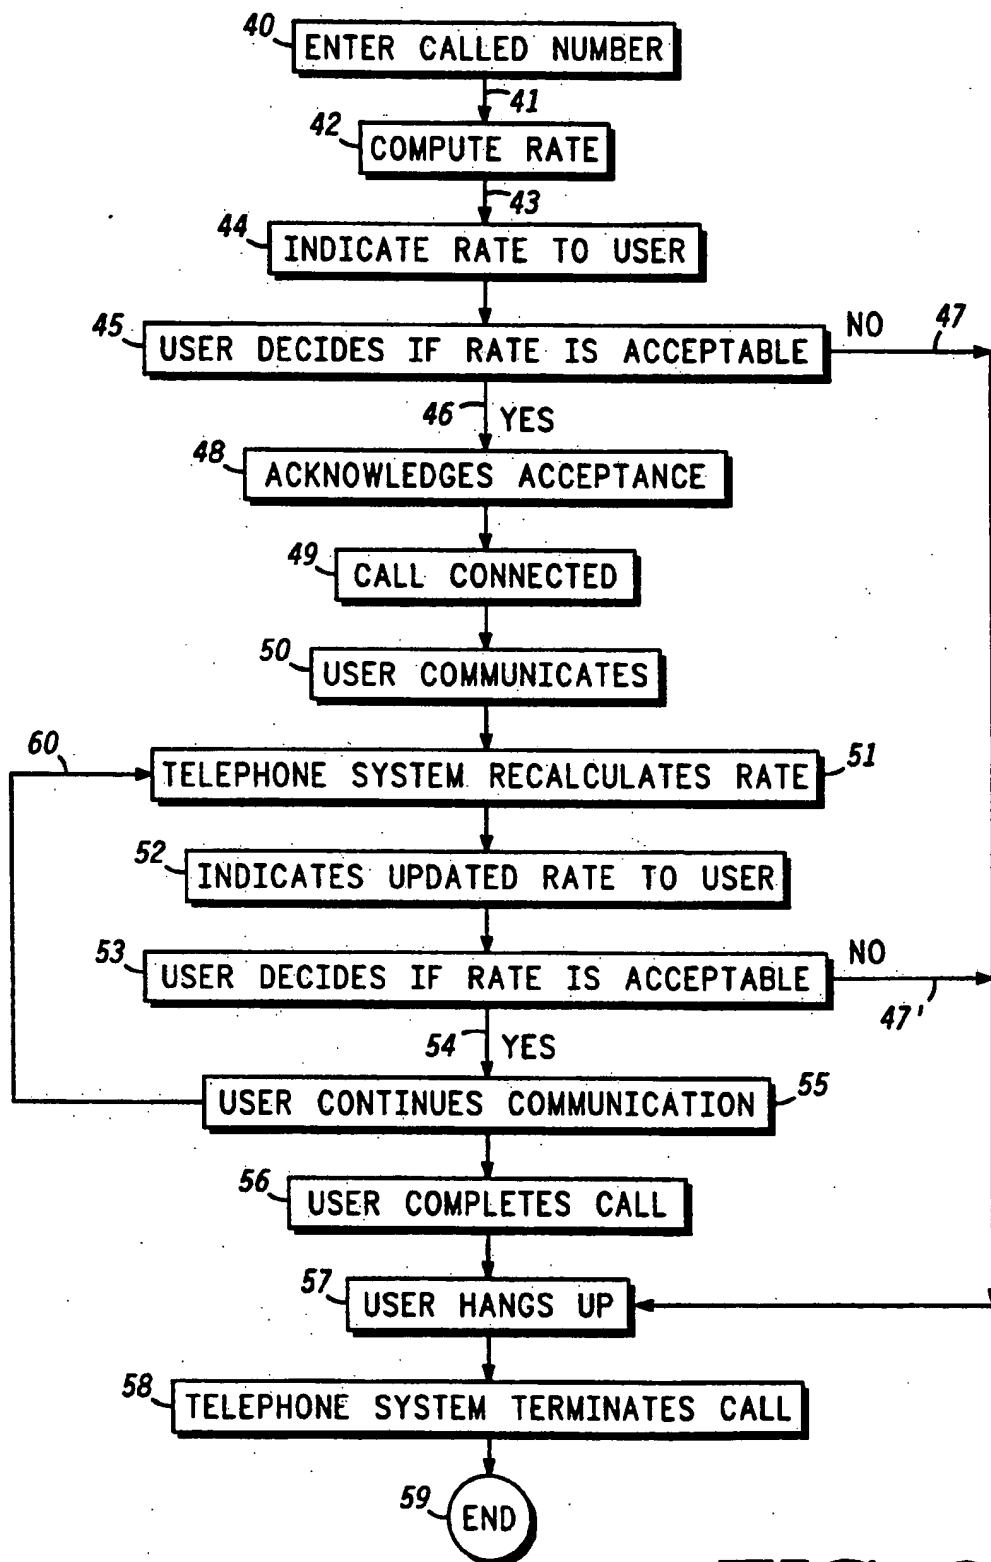 40
ENTER CALLED NUMBER
41
42
COMPUTE RATE
43
44
INDICATE RATE TO USER
45
USER DECIDES IF RATE IS ACCEPTABLE
NO
47
46
YES
48
ACKNOWLEDGES ACCEPTANCE
49
CALL CONNECTED
50
USER COMMUNICATES
60
TELEPHONE SYSTEM RECALCULATES RATE
51
52
INDICATES UPDATED RATE TO USER
53
USER DECIDES IF RATE IS ACCEPTABLE
NO
47'
54
YES
USER CONTINUES COMMUNICATION
55
56
USER COMPLETES CALL
57
USER HANGS UP
58
TELEPHONE SYSTEM TERMINATES CALL
59
END